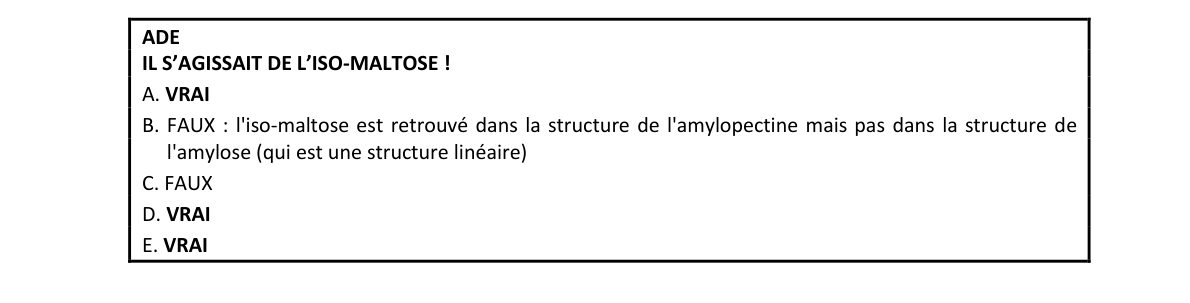 ADE
IL S’AGISSAIT DE L’ISO-MALTOSE !
A. VRAI
B. FAUX : l'iso-maltose est retrouvé dans la structure de l'amylopectine mais pas dans la structure de
l'amylose (qui est une structure linéaire)
C. FAUX
D. VRAI
E. VRAI